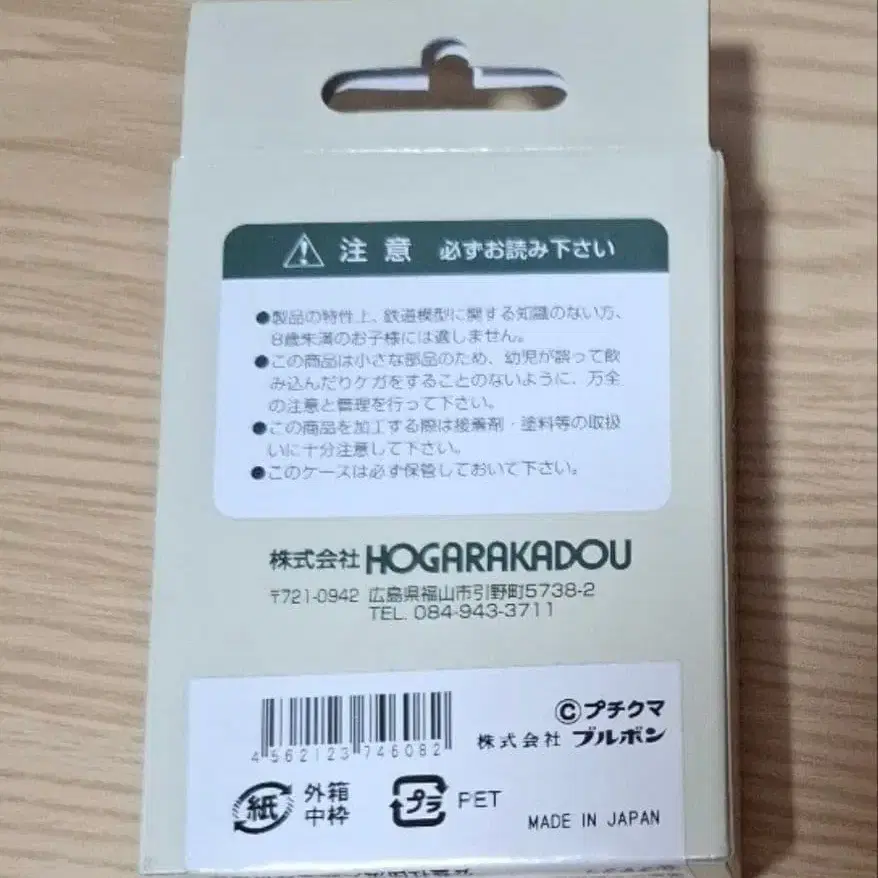 注意 必ずお読み下さい
●製品の特性上、鉄道模型に関する知識のない方、
8歳未満のお子様には適しません。
●この商品は小さな部品のため、幼児が誤って飲
み込んだりケガをすることのないように、万全
の注意と管理を行って下さい。
●この商品を加工する際は接着剤・塗料等の取扱
いに十分注意して下さい。
●このケースは必ず保管しておいて下さい。
株式会社 HOGARAKADOU
〒721-0942 広島県福山市引野町5738-2
TEL. 084-943-3711
4 562123 746082
©プチクマ
株式会社 ブルボン
紙 外箱
中枠
プラ PET
MADE IN JAPAN